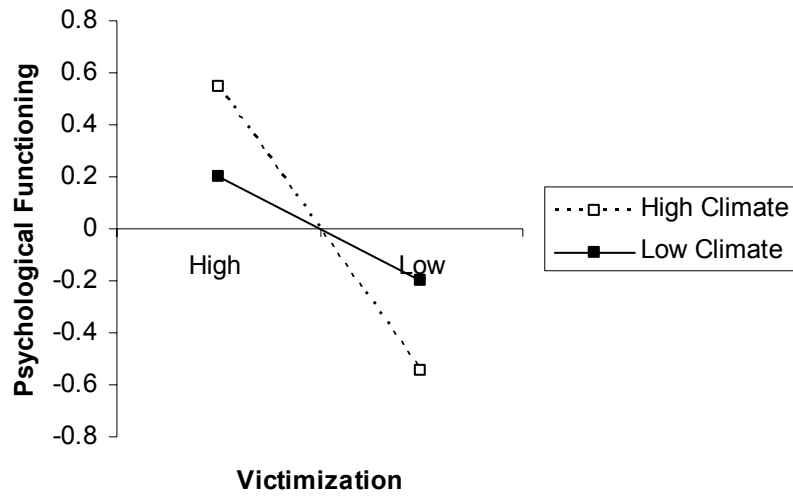 0.8
0.6
0.4
0.2
0
-0.2
-0.4
-0.6
-0.8
Psychological Functioning
High
Low
Victimization
High Climate
Low Climate